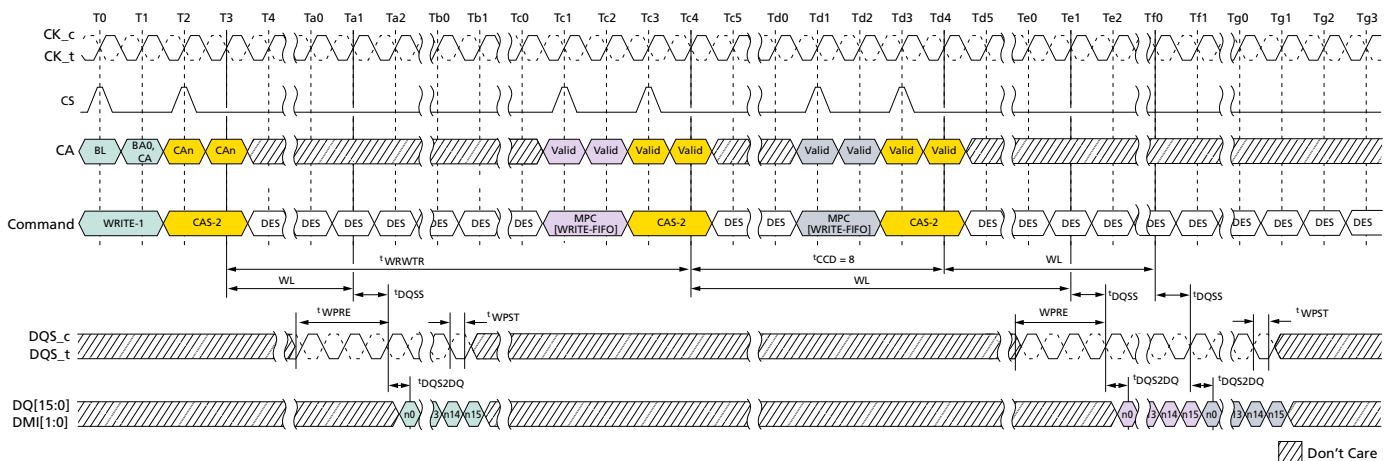 T0 T1 T2 T3 T4 Ta0 Ta1 Ta2 Tb0 Tb1 Tc0 Tc1 Tc2 Tc3 Tc4 Tc5 Td0 Td1 Td2 Td3 Td4 Td5 Te0 Te1 Te2 Tf0 Tf1 Tg0 Tg1 Tg2 Tg3
CK_c
CK_t
CS
CA BL BA0, CA CAn CAn Valid Valid Valid Valid Valid Valid Valid Valid
Command WRITE-1 CAS-2 DES DES DES DES DES DES DES MPC [WRITE-FIFO] CAS-2 DES DES MPC [WRITE-FIFO] CAS-2 DES DES DES DES DES DES DES DES DES DES
tWRWTR tCCD = 8 WL
WL WL
tDQSS tDQSS tDQSS
tWPRE tWPST WPRE tWPST
DQS_c
DQS_t
tDQS2DQ tDQS2DQ tDQS2DQ
DQ[15:0]
DMI[1:0]
n0 13 n14 n15 n0 13 n14 n15 n0 13 n14 n15
Don't Care